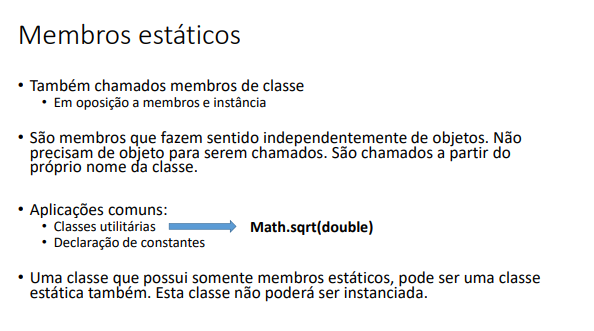 Membros estáticos
• Também chamados membros de classe
• Em oposição a membros e instância
• São membros que fazem sentido independentemente de objetos. Não
precisam de objeto para serem chamados. São chamados a partir do
próprio nome da classe.
• Aplicações comuns:
• Classes utilitárias
Math.sqrt(double)
• Declaração de constantes
• Uma classe que possui somente membros estáticos, pode ser uma classe
estática também. Esta classe não poderá ser instanciada.